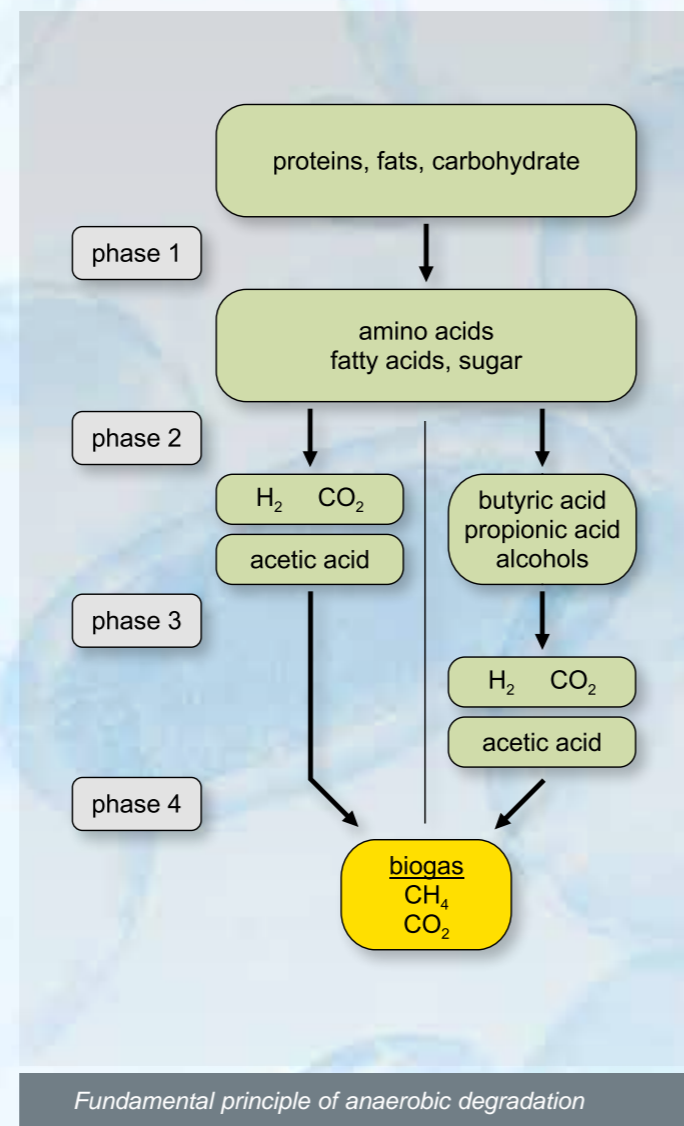 proteins, fats, carbohydrate
phase 1
amino acids
fatty acids, sugar
phase 2
H₂ CO₂
acetic acid
butyric acid
propionic acid
alcohols
phase 3
H₂ CO₂
acetic acid
phase 4
biogas
CH₄
CO₂
Fundamental principle of anaerobic degradation